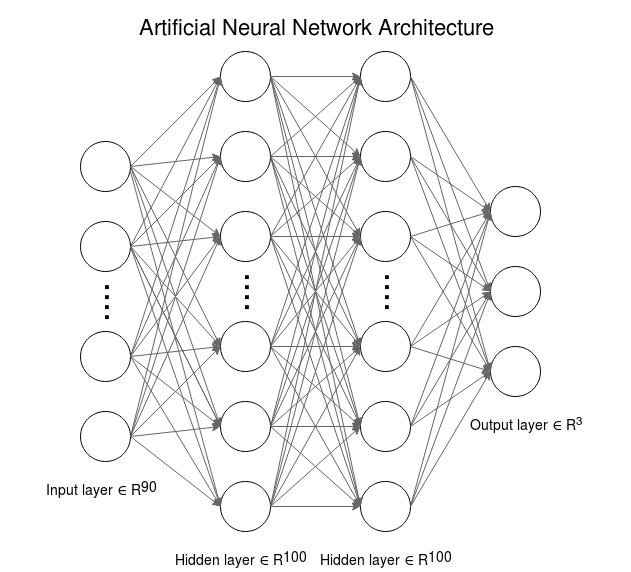 Artificial Neural Network Architecture
Output layer ∈ R³
Input layer ∈ R⁹⁰
Hidden layer ∈ R¹⁰⁰ Hidden layer ∈ R¹⁰⁰